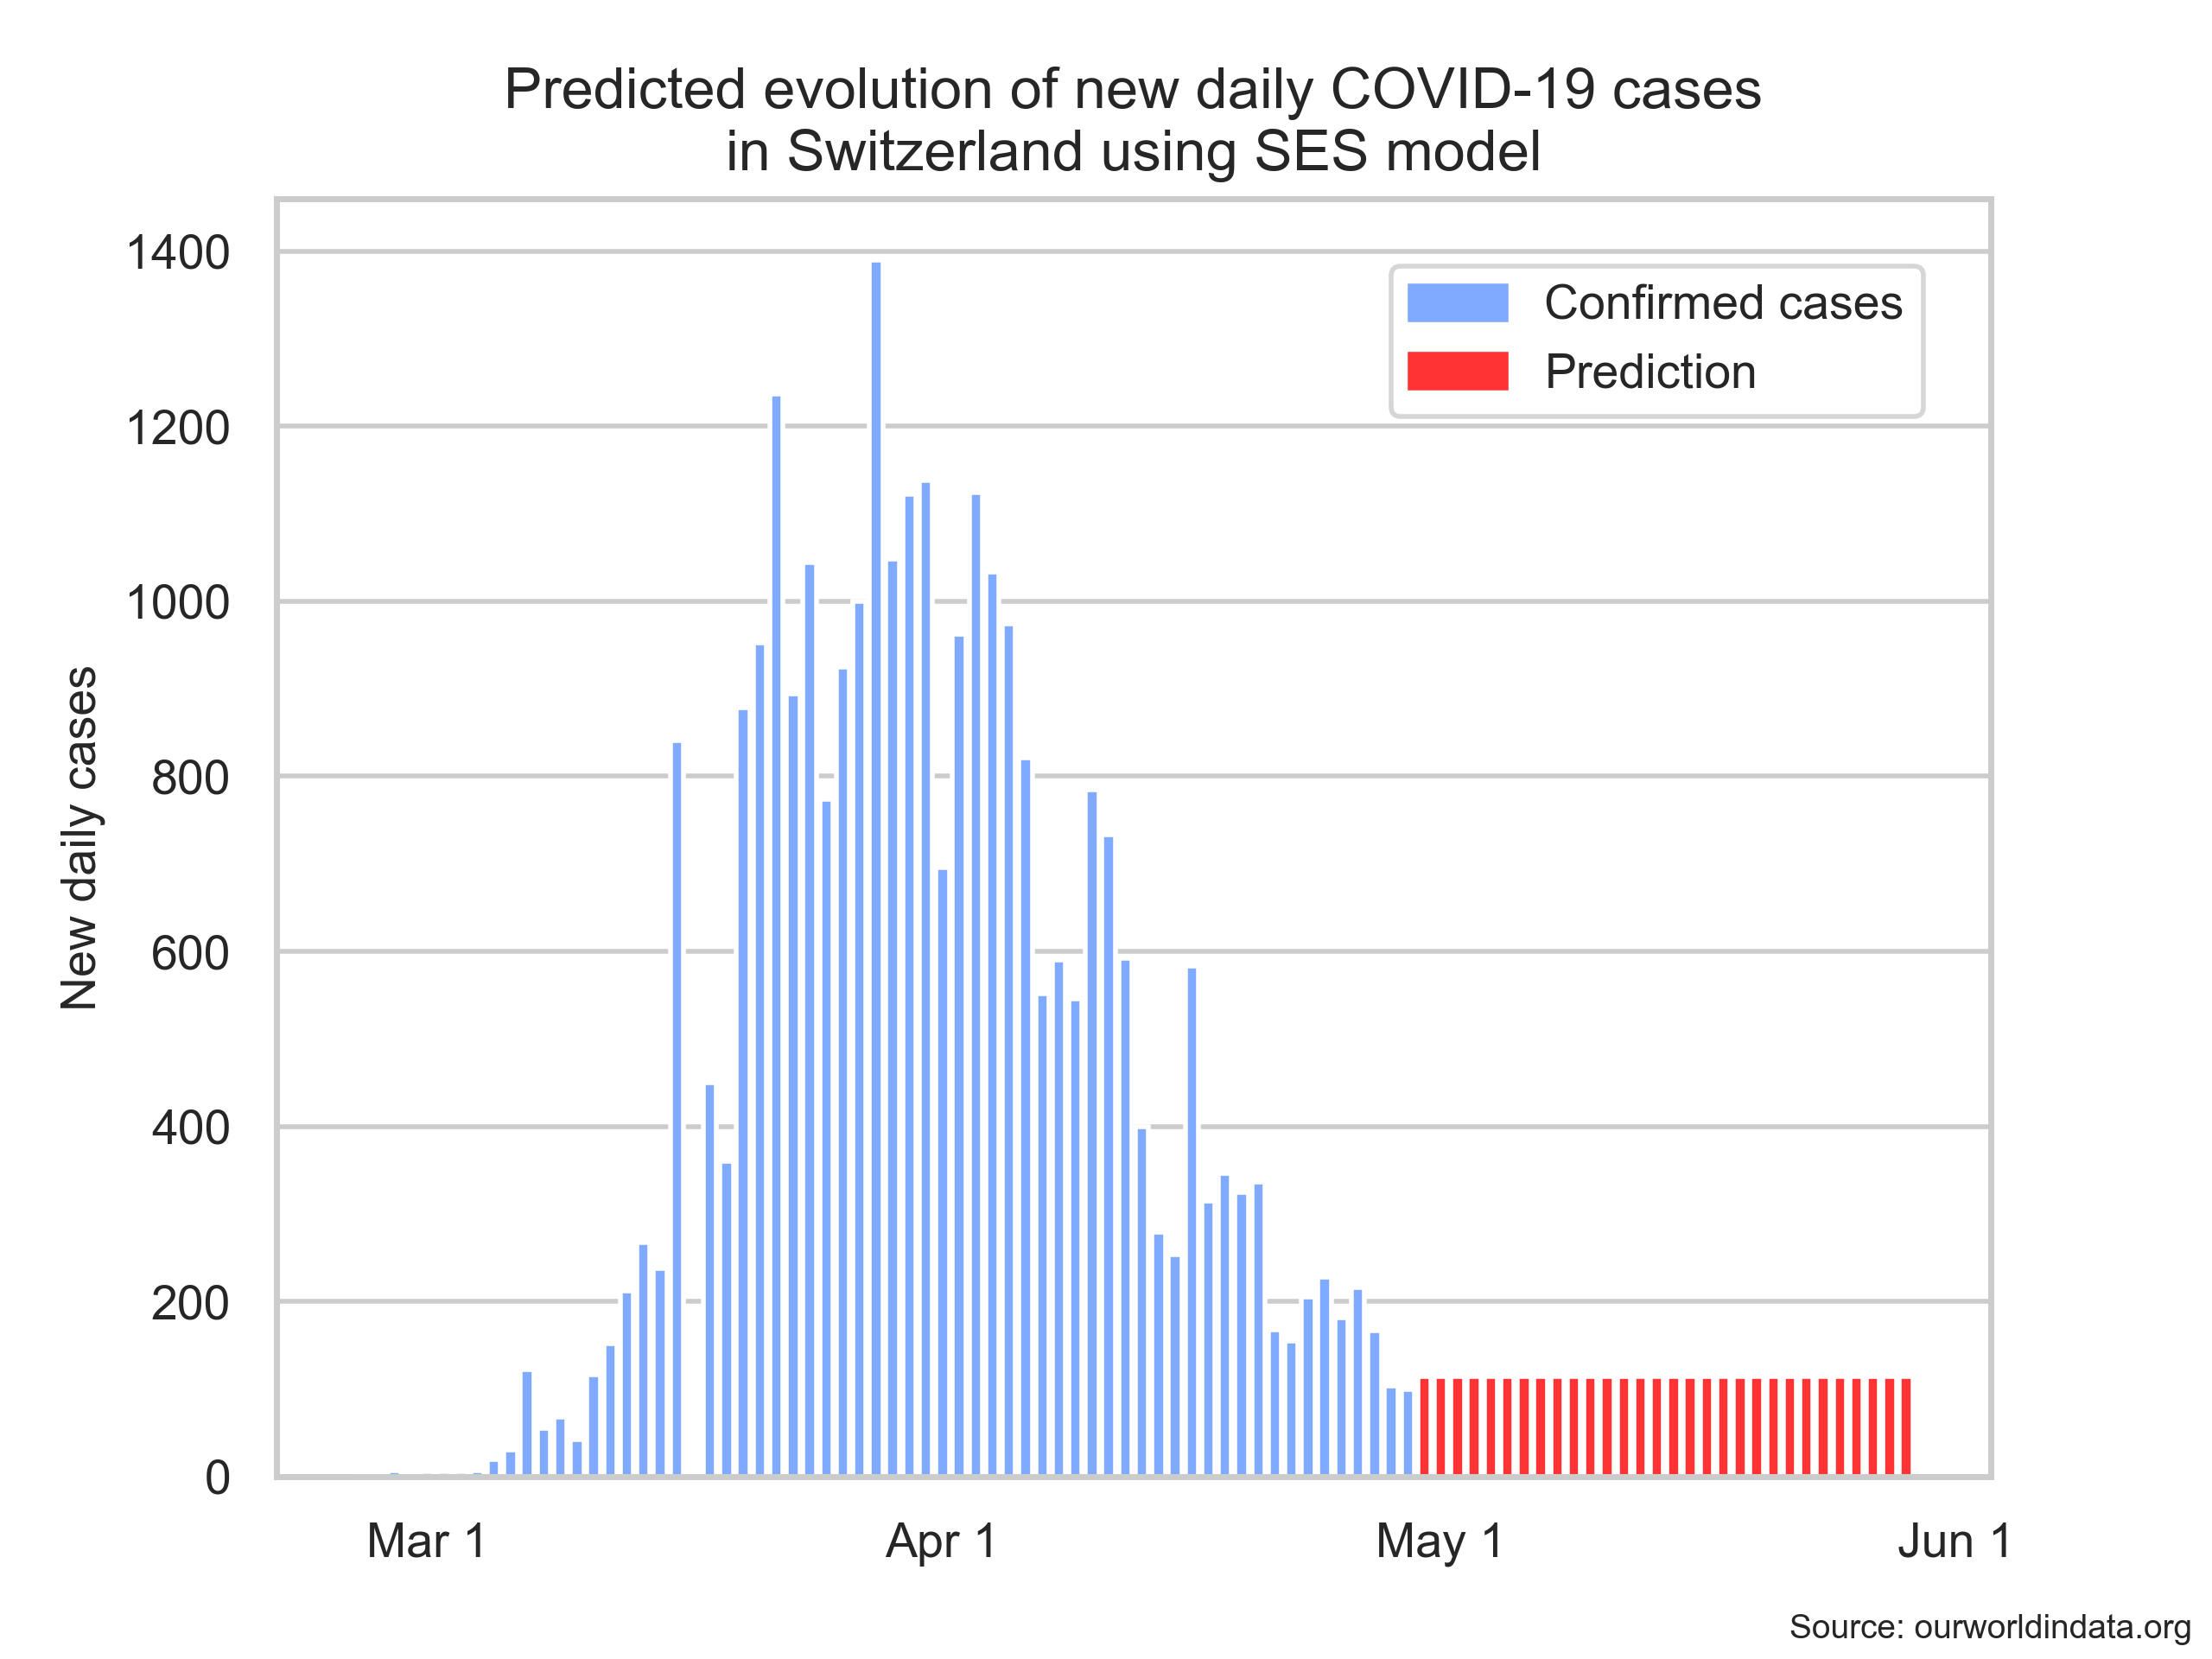 Predicted evolution of new daily COVID-19 cases
in Switzerland using SES model
1400
1200
1000
800
600
400
200
0
New daily cases
Confirmed cases
Prediction
Mar 1
Apr 1
May 1
Jun 1
Source: ourworldindata.org